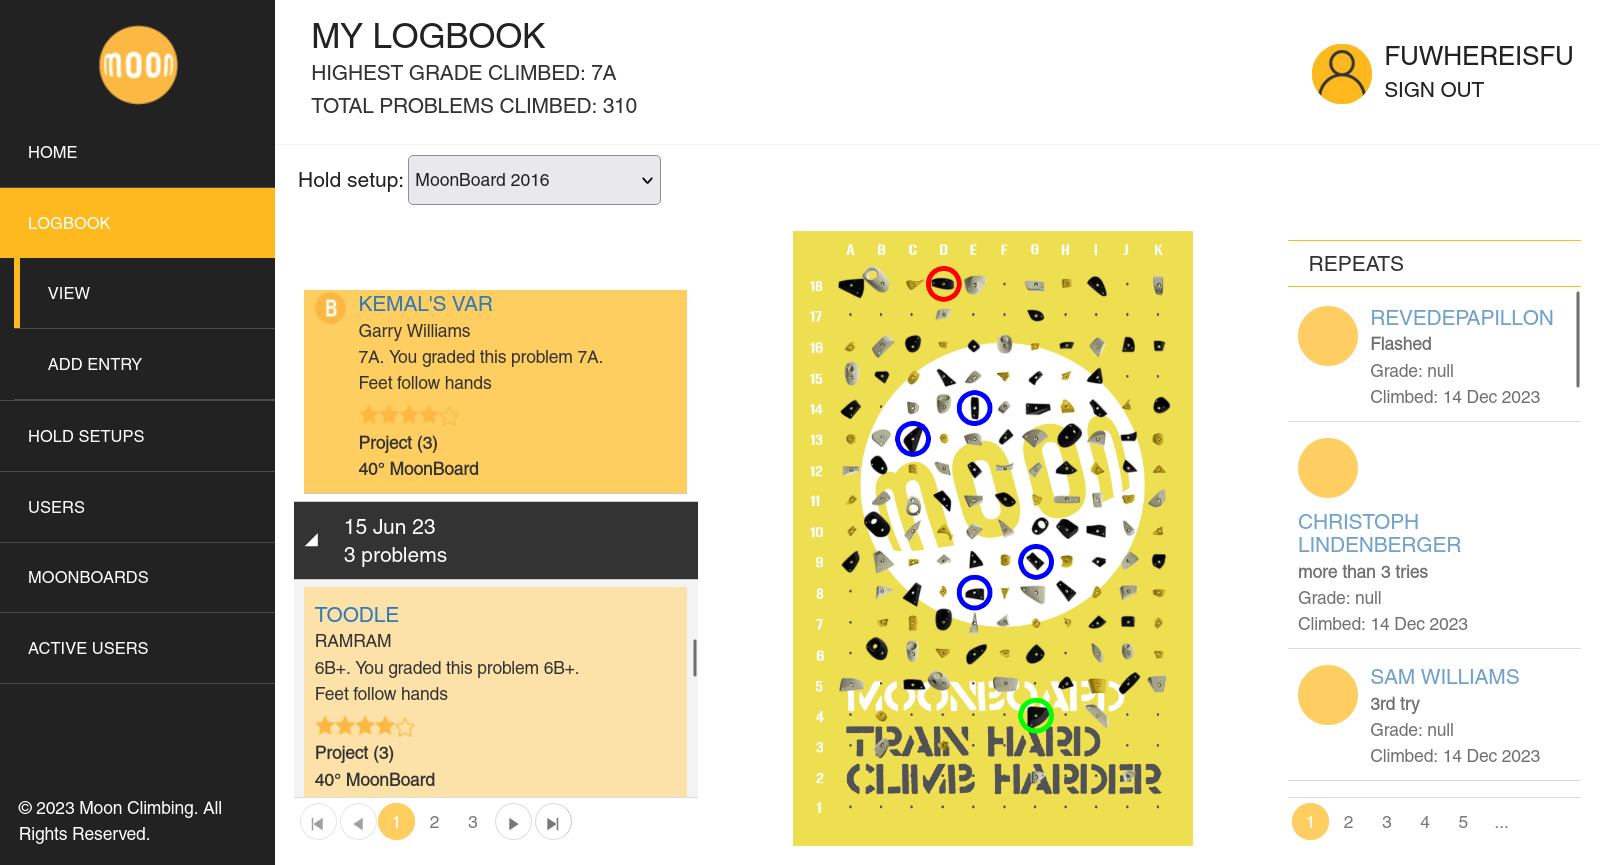 moon
HOME
LOGBOOK
VIEW
ADD ENTRY
HOLD SETUPS
USERS
MOONBOARDS
ACTIVE USERS
© 2023 Moon Climbing. All
Rights Reserved.
MY LOGBOOK
HIGHEST GRADE CLIMBED: 7A
TOTAL PROBLEMS CLIMBED: 310
FUWHEREISFU
SIGN OUT
Hold setup: MoonBoard 2016
B KEMAL'S VAR
Garry Williams
7A. You graded this problem 7A.
Feet follow hands
Project (3)
40° MoonBoard
15 Jun 23
3 problems
TOODLE
RAMRAM
6B+. You graded this problem 6B+.
Feet follow hands
Project (3)
40° MoonBoard
1 2 3
A B C D E F G H I J K
18
17
16
15
14
13
12
11
10
9
8
7
6
5
4
3
2
1
moon
MOONBOARD
TRAIN HARD
CLIMB HARDER
REPEATS
REVEDEPAPILLON
Flashed
Grade: null
Climbed: 14 Dec 2023
CHRISTOPH
LINDENBERGER
more than 3 tries
Grade: null
Climbed: 14 Dec 2023
SAM WILLIAMS
3rd try
Grade: null
Climbed: 14 Dec 2023
1 2 3 4 5 ...